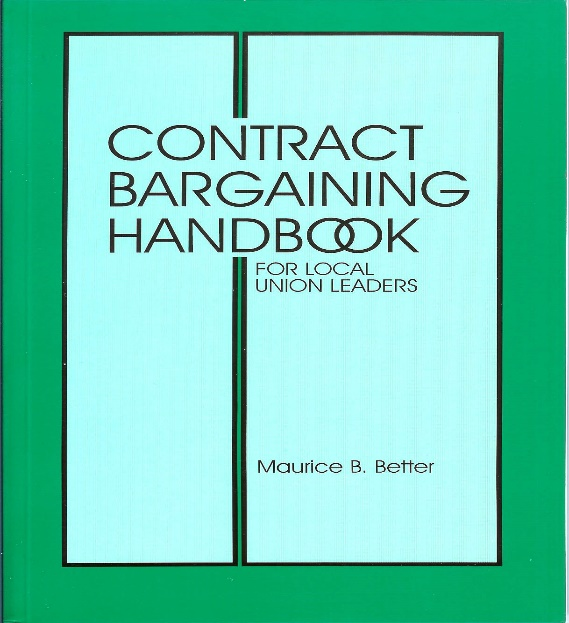 CONTRACT
BARGAINING
HANDBOOK
FOR LOCAL
UNION LEADERS
Maurice B. Better